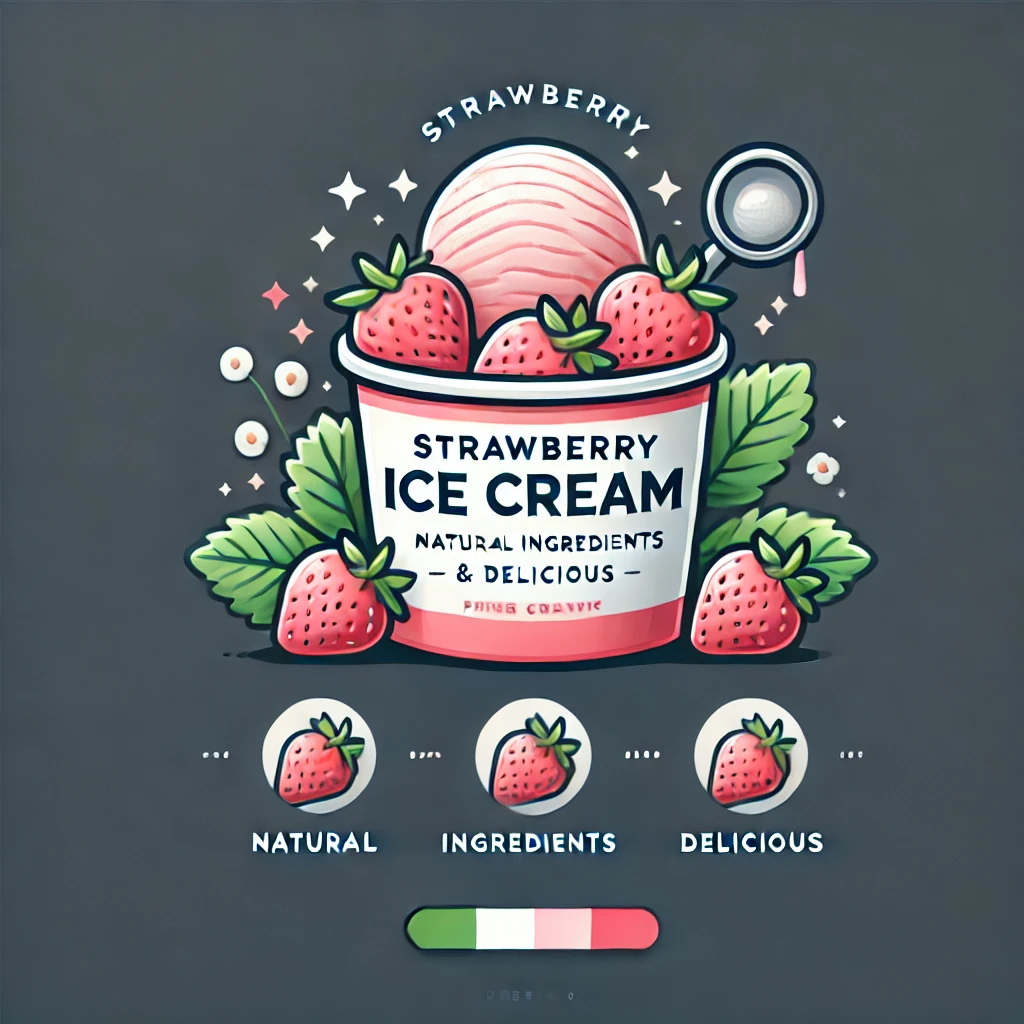 STRAWBERRY
STRAWBERRY
ICE CREAM
NATURAL INGREDIENTS
– & DELICIOUS –
NATURAL
INGREDIENTS
DELICIOUS